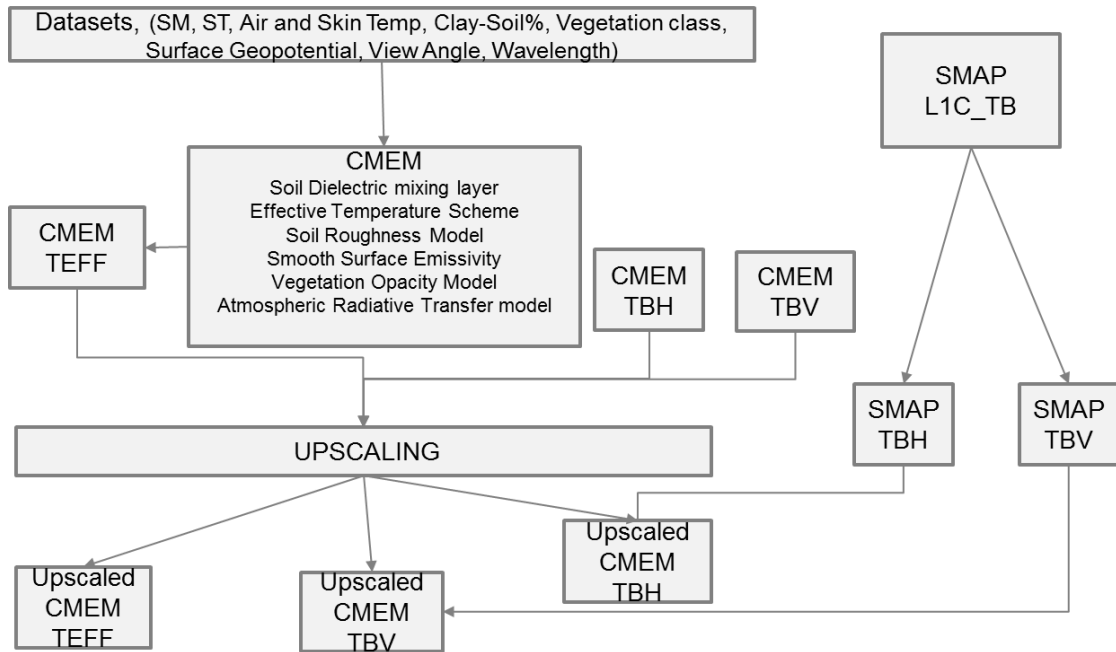 Datasets, (SM, ST, Air and Skin Temp, Clay-Soil%, Vegetation class,
Surface Geopotential, View Angle, Wavelength)
SMAP
L1C_TB
CMEM
Soil Dielectric mixing layer
Effective Temperature Scheme
Soil Roughness Model
Smooth Surface Emissivity
Vegetation Opacity Model
Atmospheric Radiative Transfer model
CMEM
TEFF
CMEM
TBH
CMEM
TBV
SMAP
TBH
SMAP
TBV
UPSCALING
Upscaled
CMEM
TEFF
Upscaled
CMEM
TBV
Upscaled
CMEM
TBH